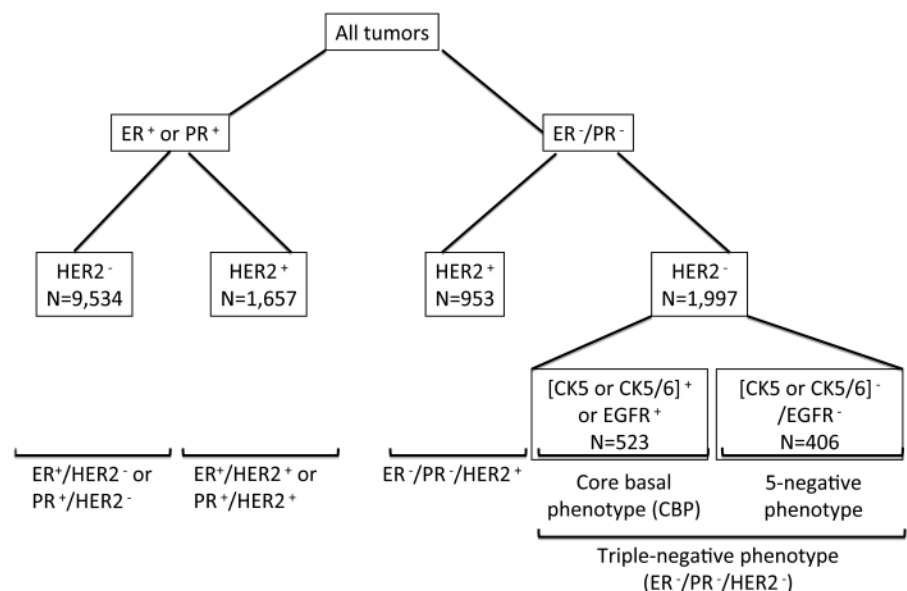 All tumors
ER⁺ or PR⁺
ER⁻/PR⁻
HER2⁻
N=9,534
HER2⁺
N=1,657
HER2⁺
N=953
HER2⁻
N=1,997
[CK5 or CK5/6]⁺
or EGFR⁺
N=523
[CK5 or CK5/6]⁻
/EGFR⁻
N=406
ER⁺/HER2⁻ or
PR⁺/HER2⁻
ER⁺/HER2⁺ or
PR⁺/HER2⁺
ER⁻/PR⁻/HER2⁺
Core basal
phenotype (CBP)
5-negative
phenotype
Triple-negative phenotype
(ER⁻/PR⁻/HER2⁻)